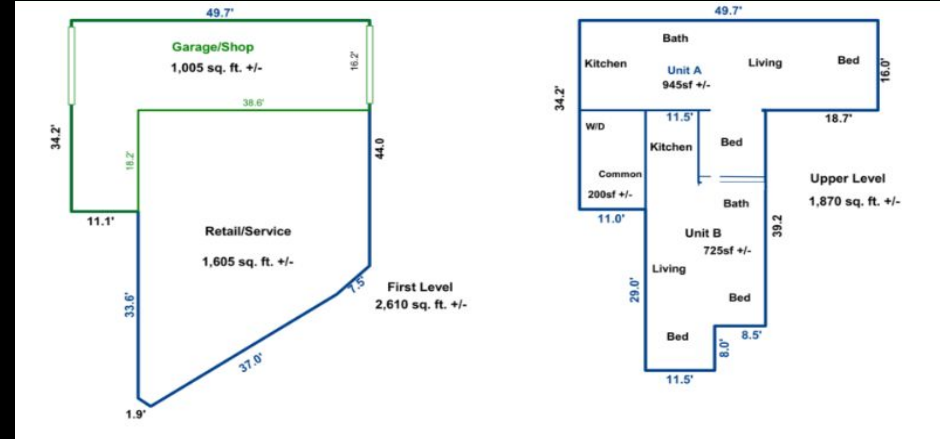 49.7'
Garage/Shop
1,005 sq. ft. +/-
16.2'
38.6'
34.2'
18.2'
44.0
11.1'
Retail/Service
1,605 sq. ft. +/-
33.6'
7.5'
First Level
2,610 sq. ft. +/-
37.0'
1.9'
49.7'
Bath
Kitchen
Living
Bed
Unit A
945sf +/-
16.0'
34.2'
11.5'
18.7'
W/D
Kitchen
Bed
Common
200sf +/-
Upper Level
1,870 sq. ft. +/-
11.0'
Bath
39.2
Unit B
725sf +/-
Living
29.0'
Bed
Bed
8.5'
8.0'
11.5'